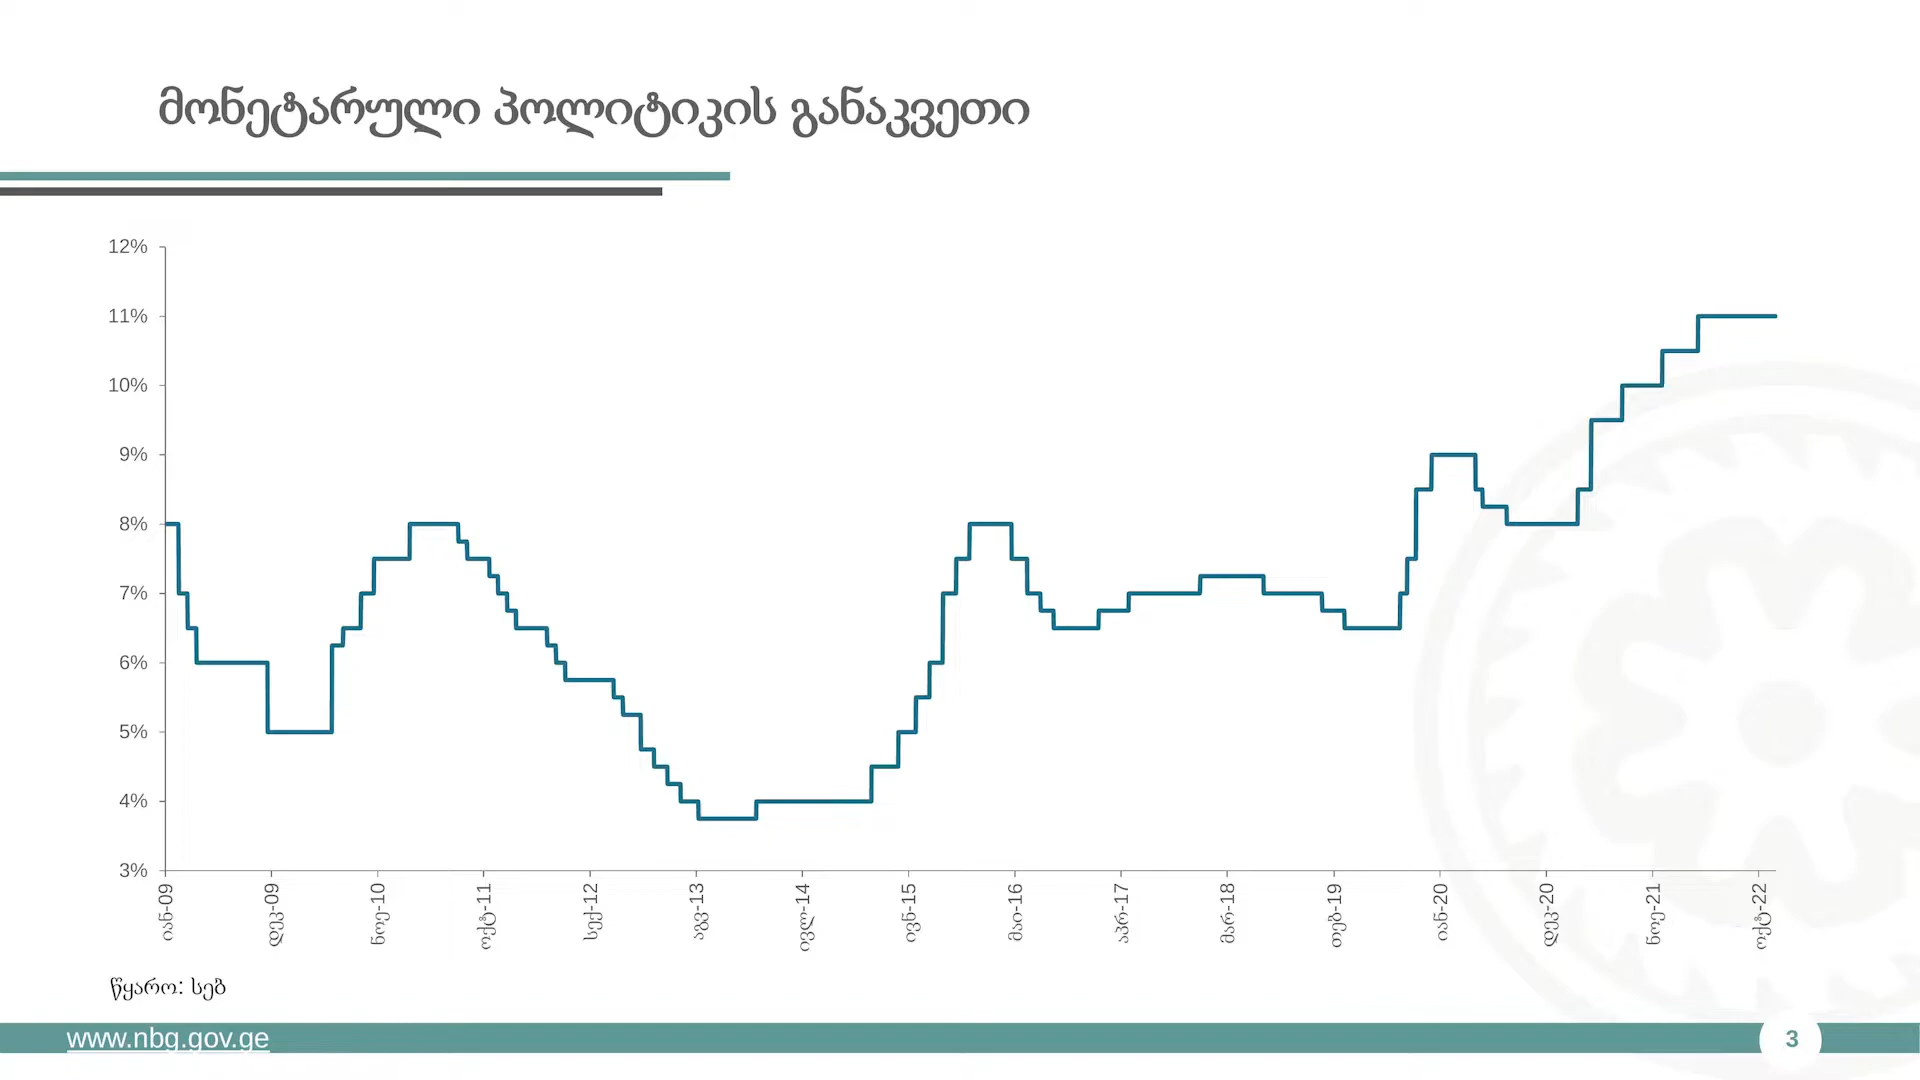 მონეტარული პოლიტიკის განაკვეთი
12%
11%
10%
9%
8%
7%
6%
5%
4%
3%
იან-09
დეკ-09
ნოე-10
ოქტ-11
სექ-12
აგვ-13
ივლ-14
ივნ-15
მაი-16
აპრ-17
მარ-18
თებ-19
იან-20
დეკ-20
ნოე-21
ოქტ-22
წყარო: სებ
www.nbg.gov.ge
3